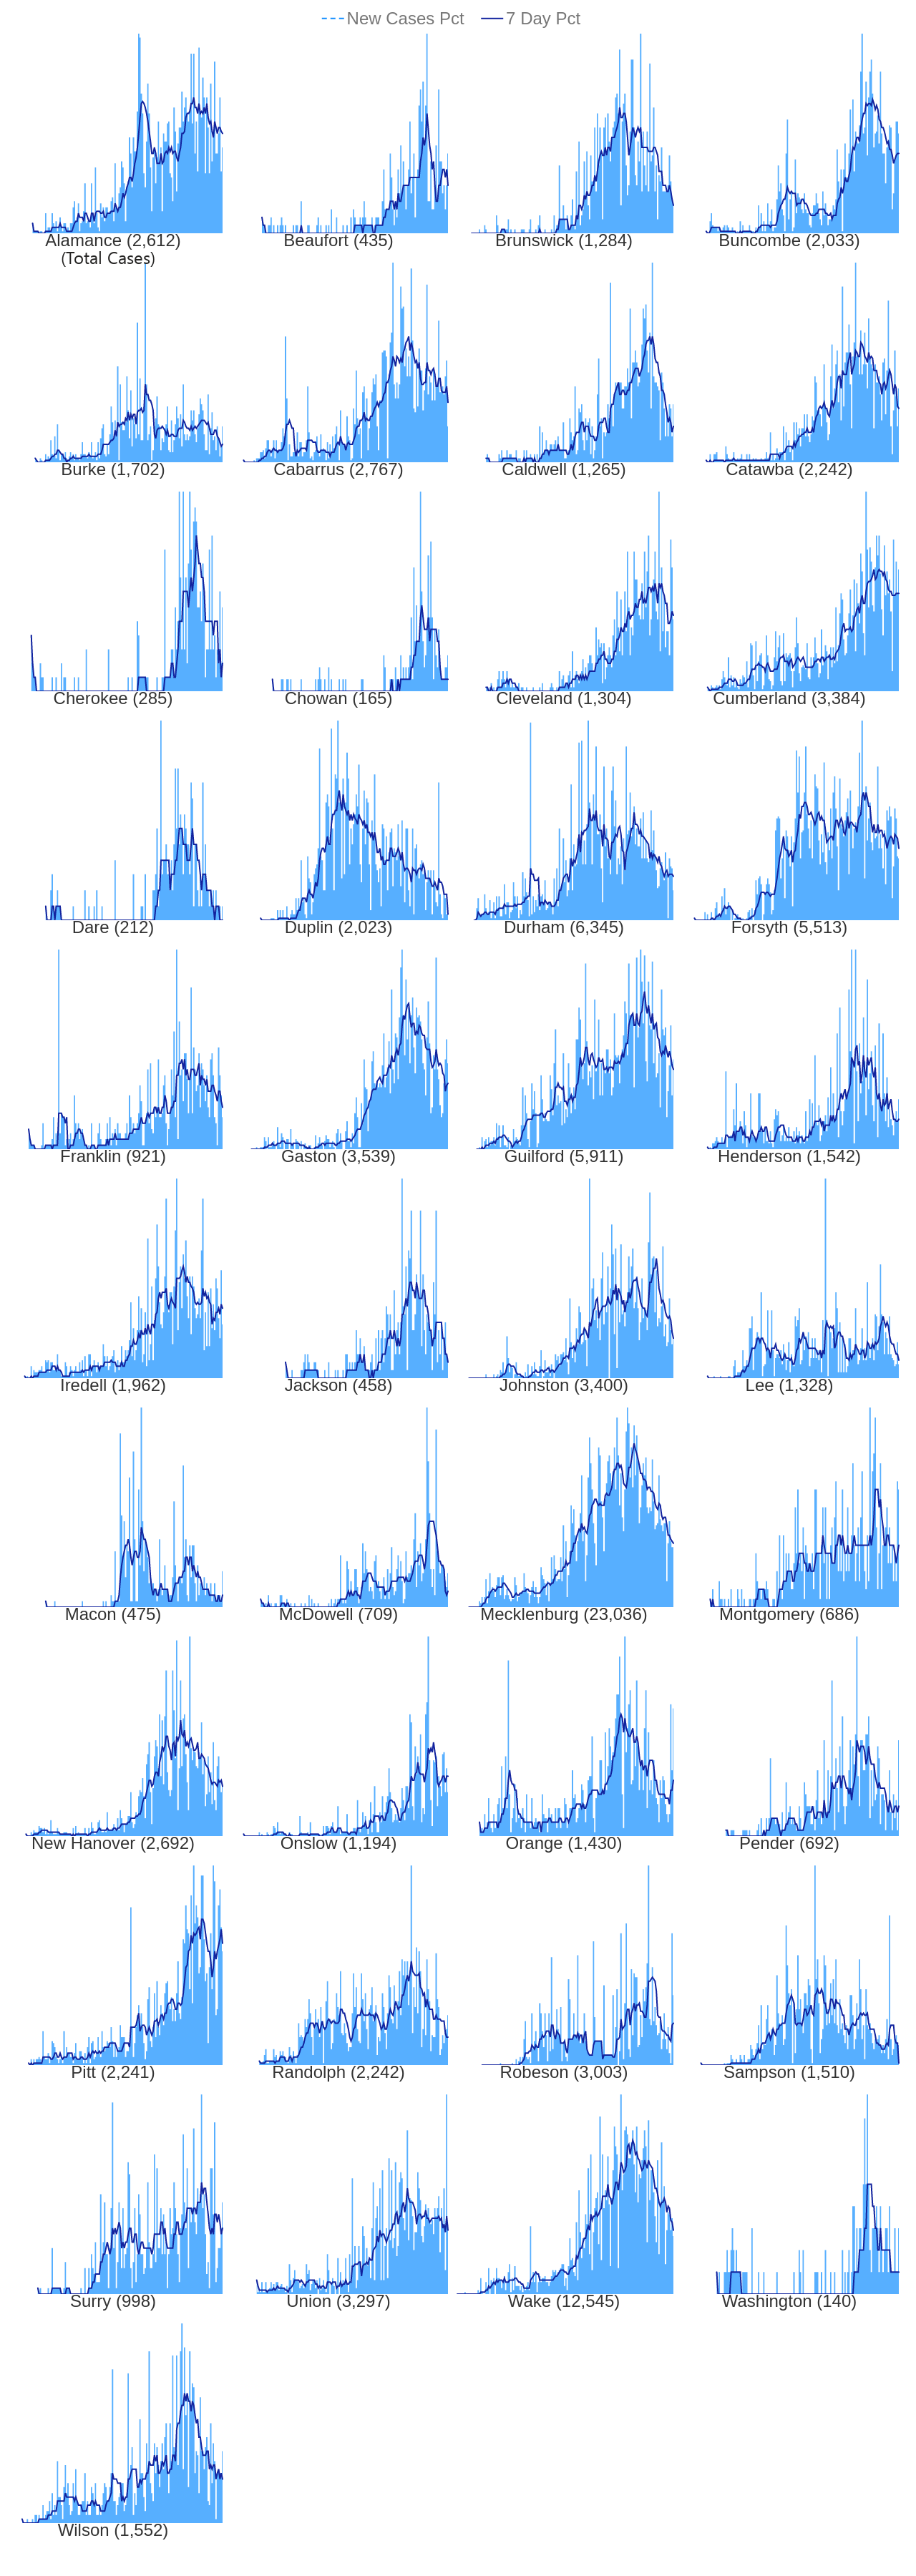 New Cases Pct 7 Day Pct
Alamance (2,612) Beaufort (435) Brunswick (1,284) Buncombe (2,033)
(Total Cases)
Burke (1,702) Cabarrus (2,767) Caldwell (1,265) Catawba (2,242)
Cherokee (285) Chowan (165) Cleveland (1,304) Cumberland (3,384)
Dare (212) Duplin (2,023) Durham (6,345) Forsyth (5,513)
Franklin (921) Gaston (3,539) Guilford (5,911) Henderson (1,542)
Iredell (1,962) Jackson (458) Johnston (3,400) Lee (1,328)
Macon (475) McDowell (709) Mecklenburg (23,036) Montgomery (686)
New Hanover (2,692) Onslow (1,194) Orange (1,430) Pender (692)
Pitt (2,241) Randolph (2,242) Robeson (3,003) Sampson (1,510)
Surry (998) Union (3,297) Wake (12,545) Washington (140)
Wilson (1,552)